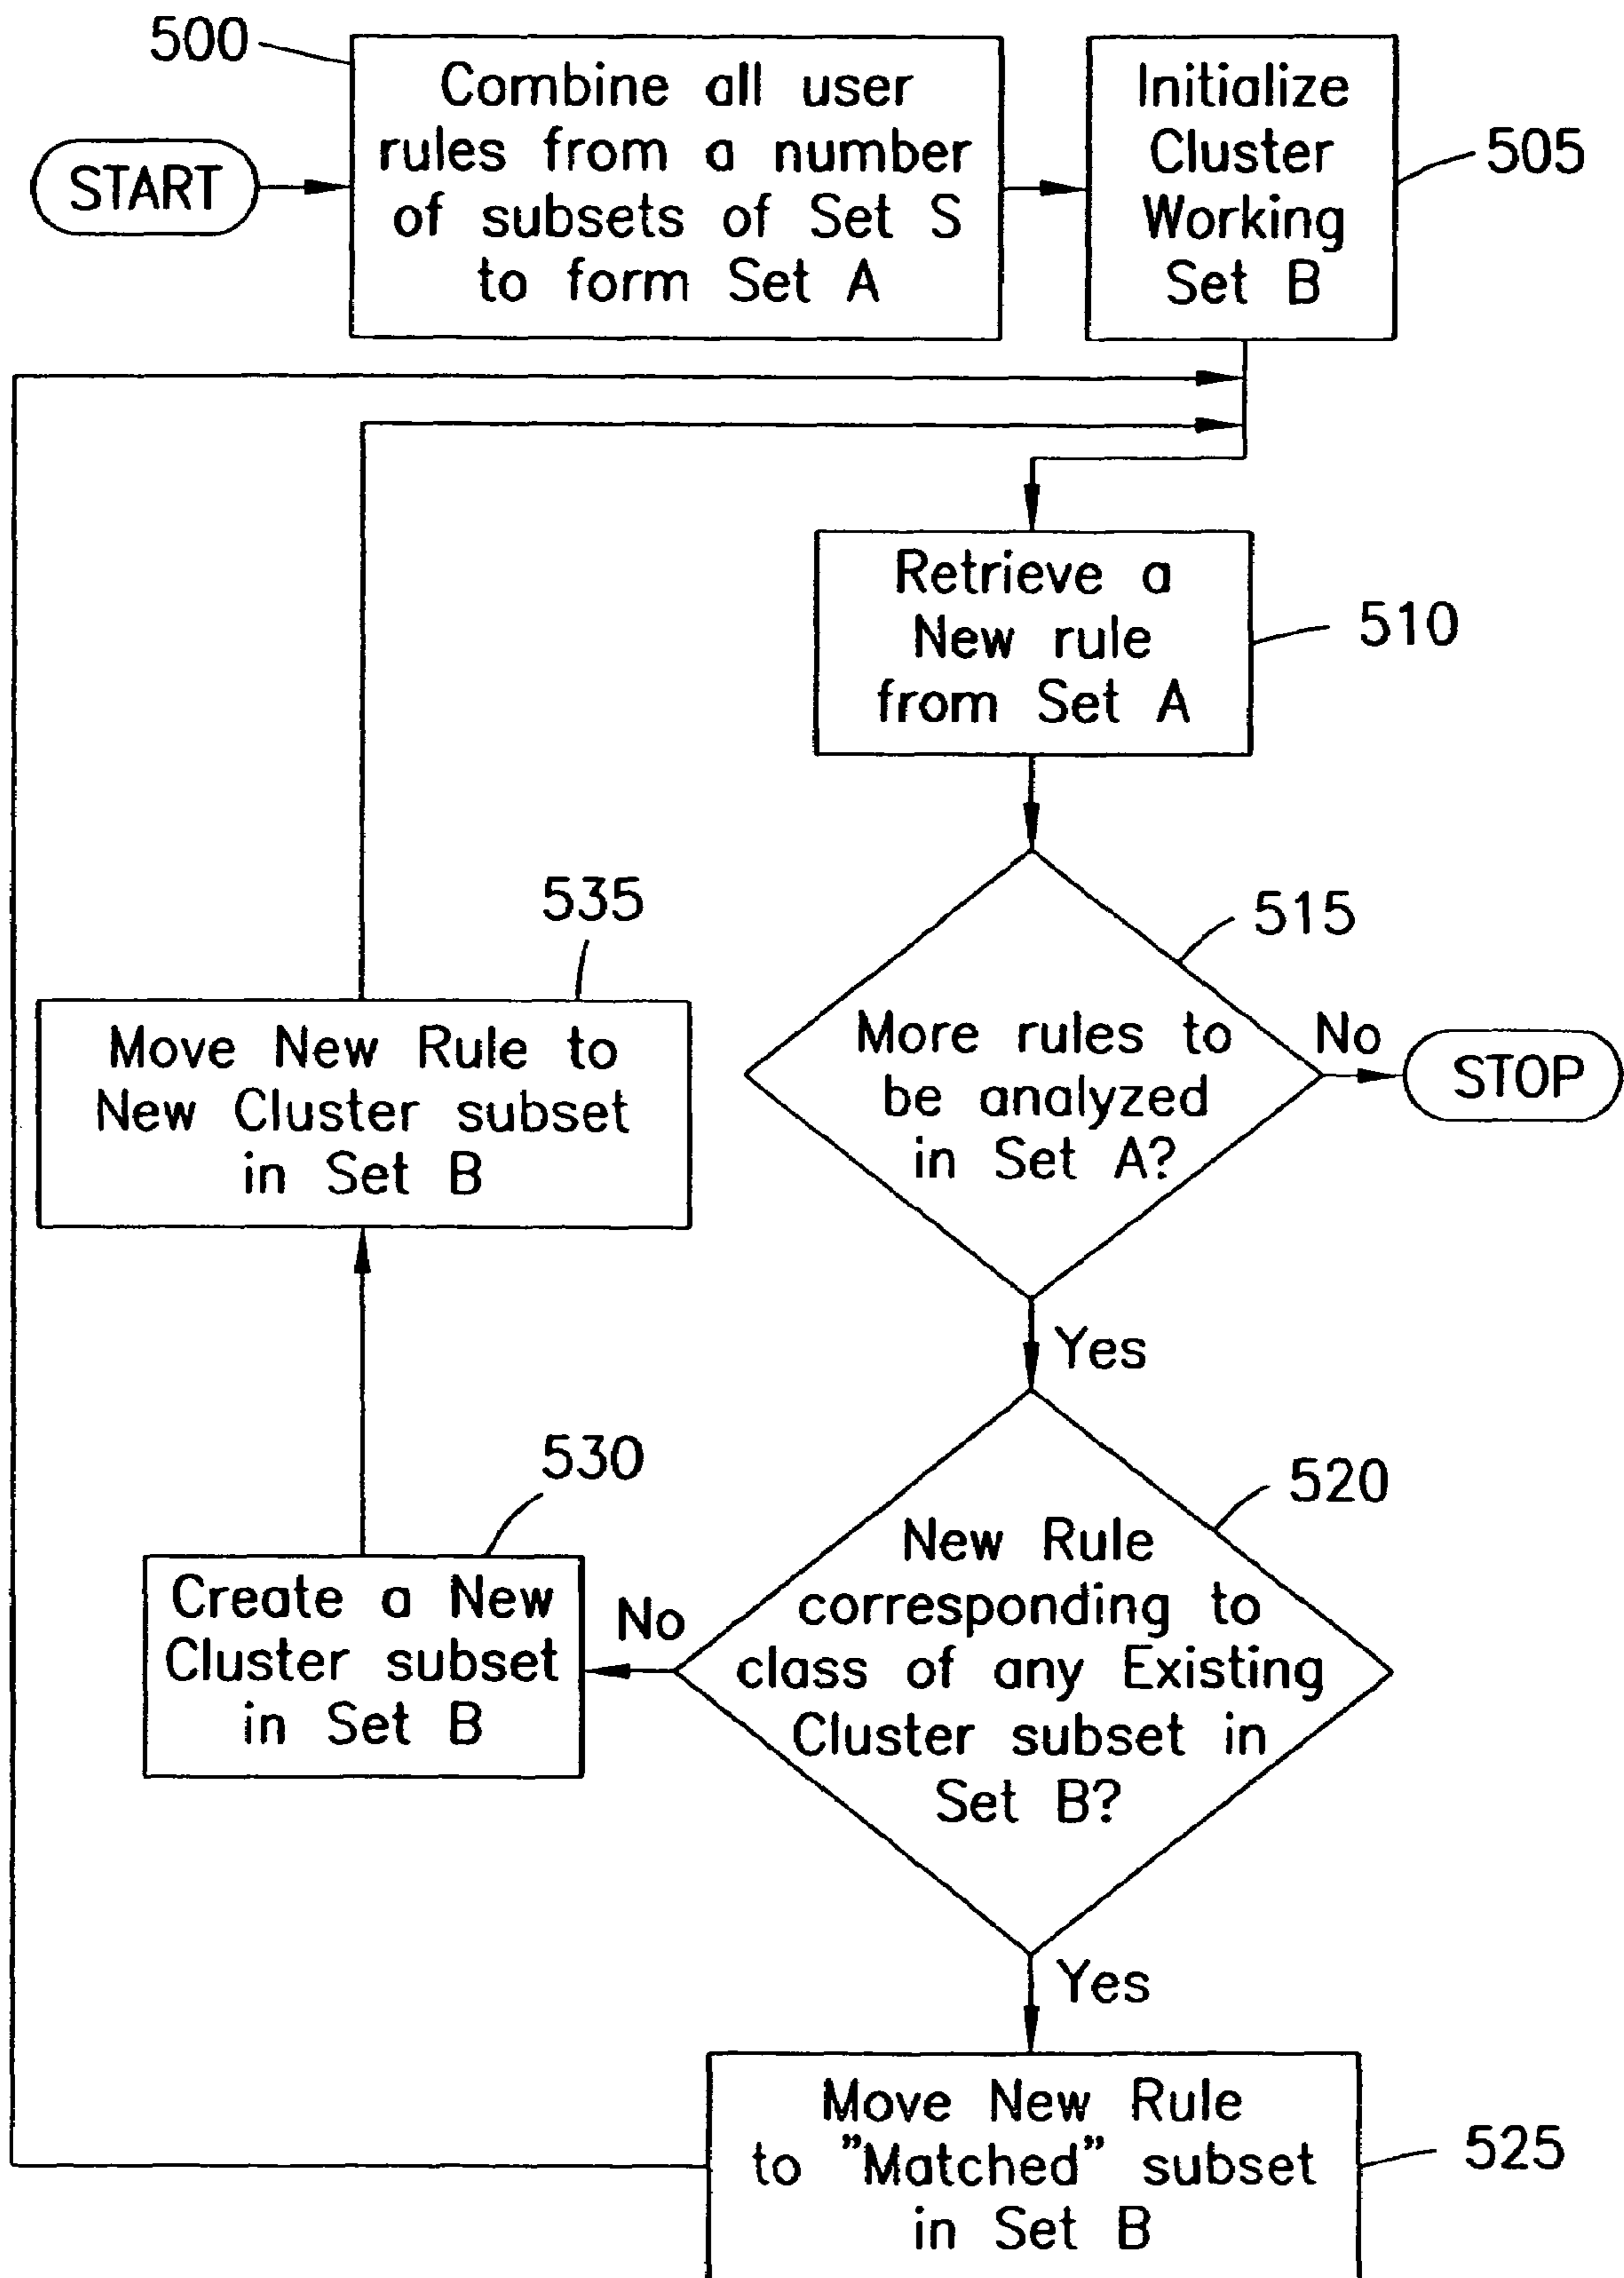 500
START
Combine all user
rules from a number
of subsets of Set S
to form Set A
Initialize
Cluster
Working
Set B
505
Retrieve a
New rule
from Set A
510
515
More rules to
be analyzed
in Set A?
No
STOP
Yes
535
Move New Rule to
New Cluster subset
in Set B
530
Create a New
Cluster subset
in Set B
No
520
New Rule
corresponding to
class of any Existing
Cluster subset in
Set B?
Yes
Move New Rule
to "Matched" subset
in Set B
525